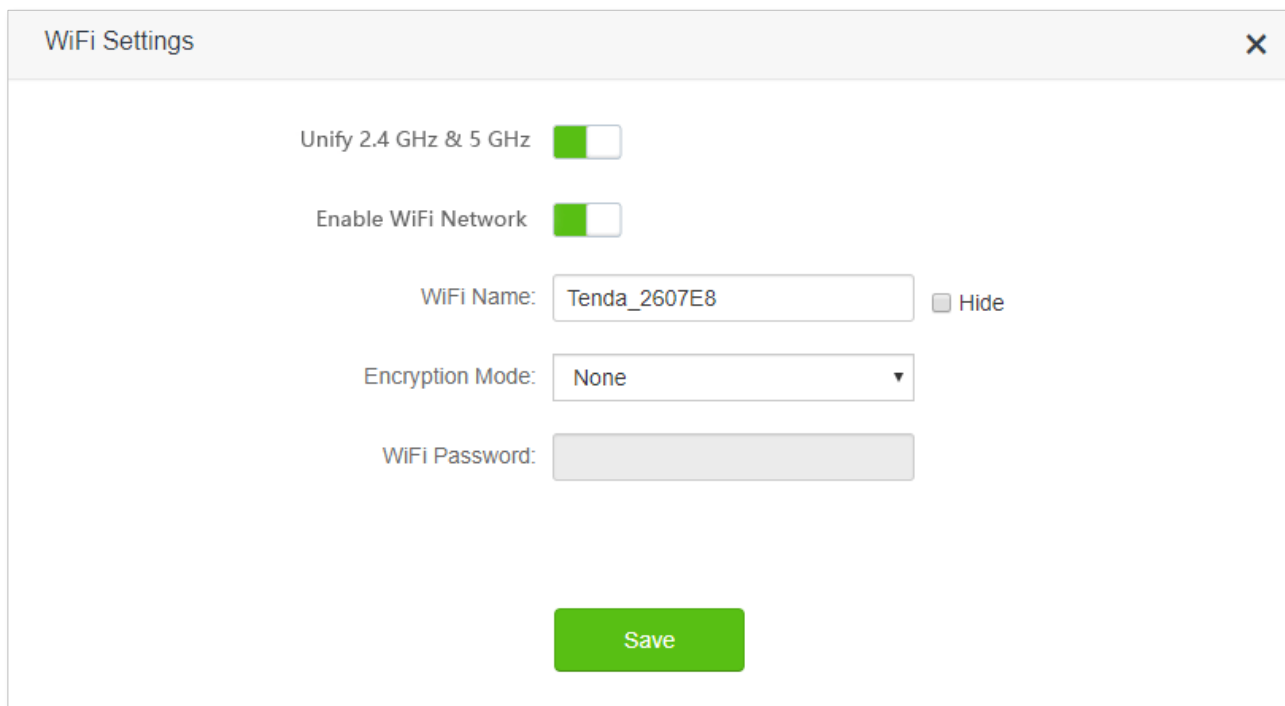 WiFi Settings
Unify 2.4 GHz & 5 GHz
Enable WiFi Network
WiFi Name: Tenda_2607E8 Hide
Encryption Mode: None
WiFi Password:
Save